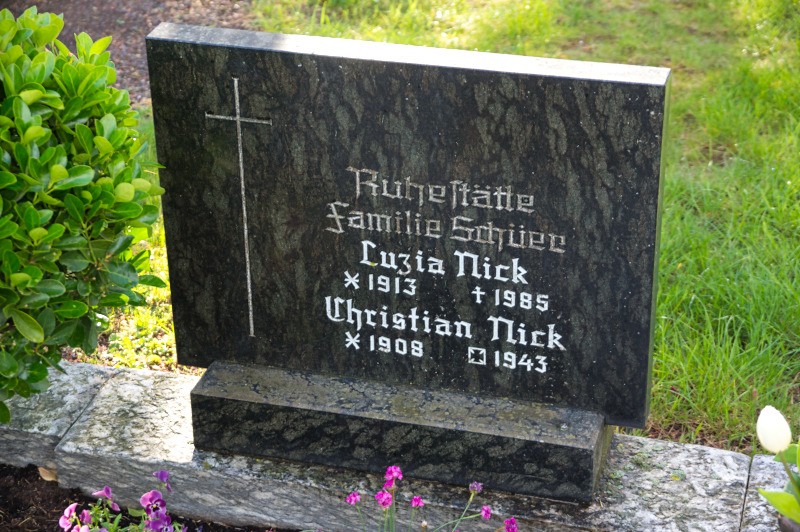 Ruhestätte
Familie Schüer
Luzia Nick
* 1913 † 1985
Christian Nick
* 1908 1943